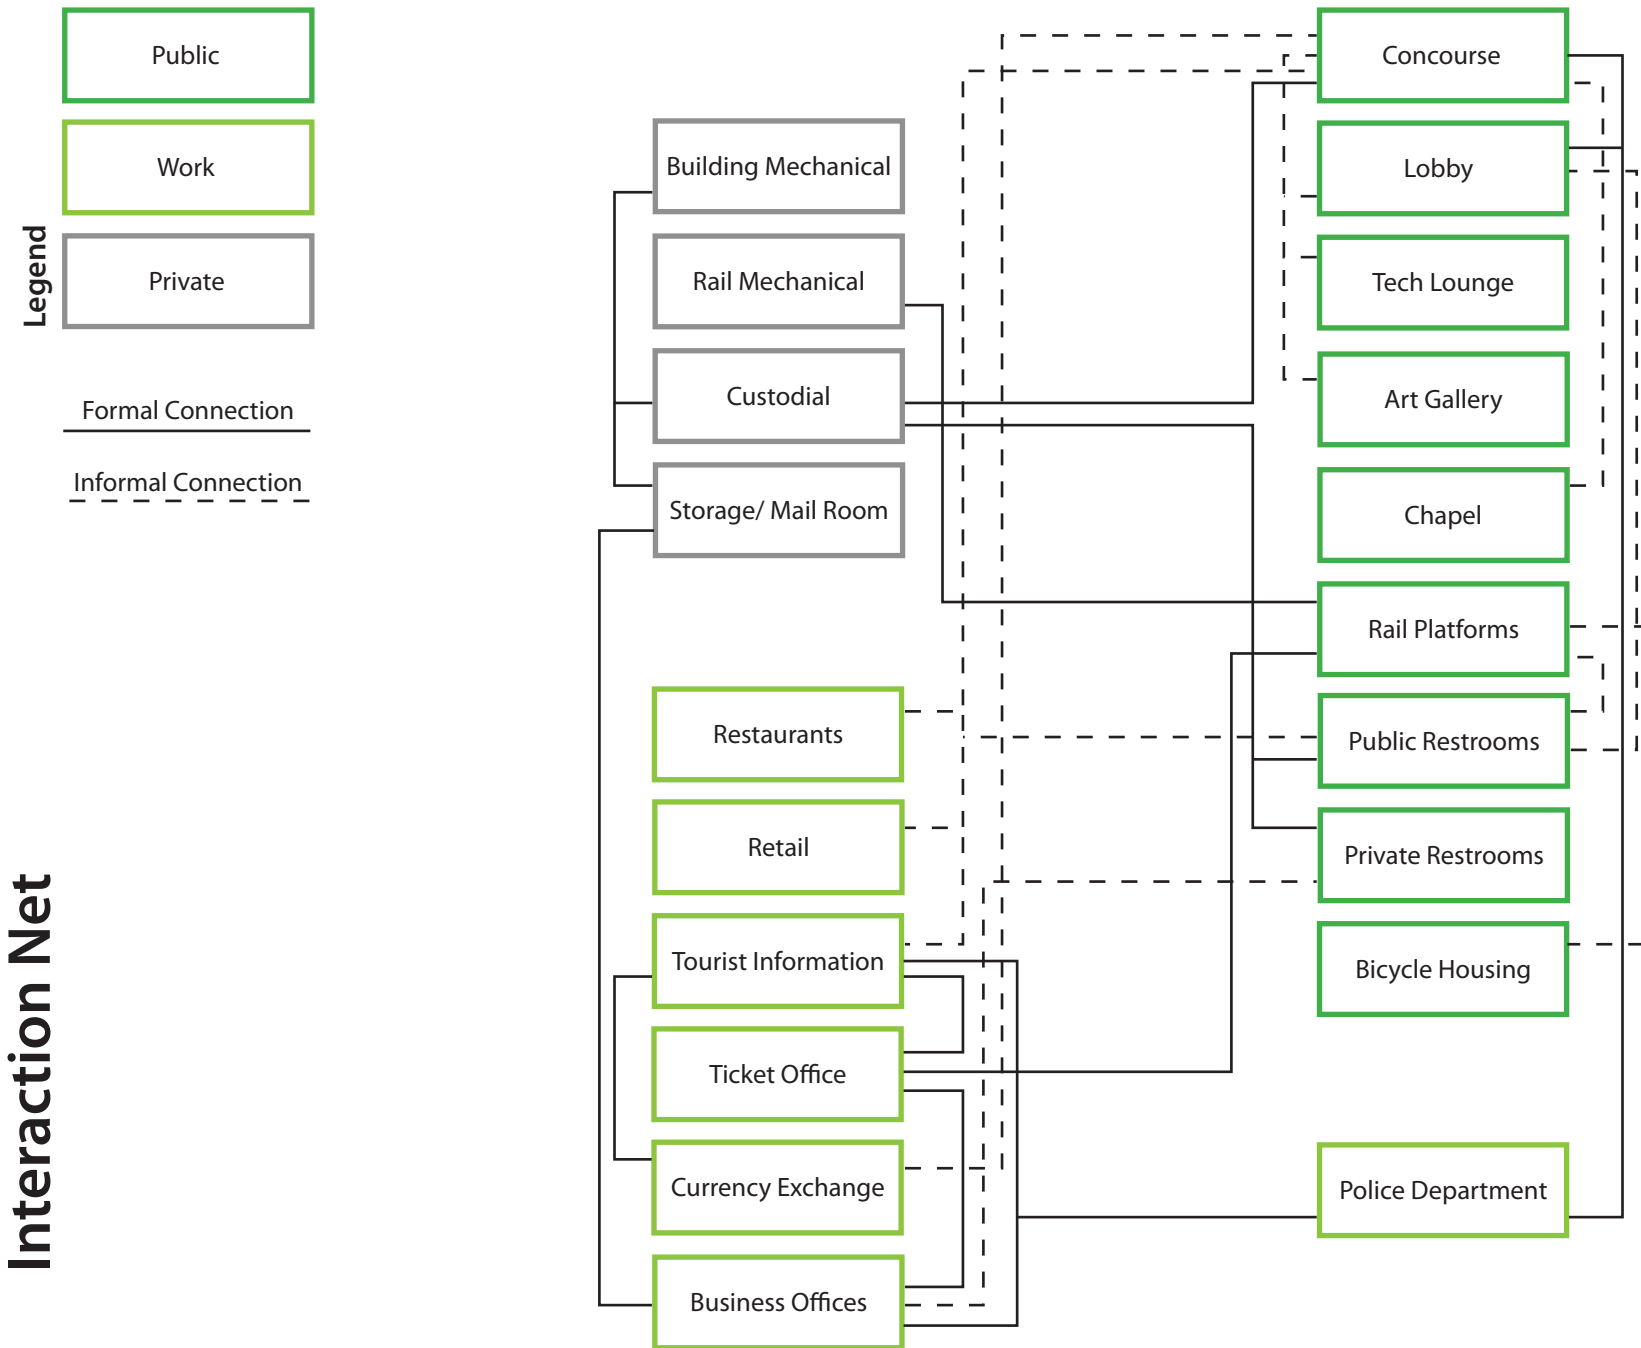 Public
Work
Private
Legend
Formal Connection
Informal Connection
Interaction Net
Building Mechanical
Rail Mechanical
Custodial
Storage/ Mail Room
Restaurants
Retail
Tourist Information
Ticket Office
Currency Exchange
Business Offices
Concourse
Lobby
Tech Lounge
Art Gallery
Chapel
Rail Platforms
Public Restrooms
Private Restrooms
Bicycle Housing
Police Department